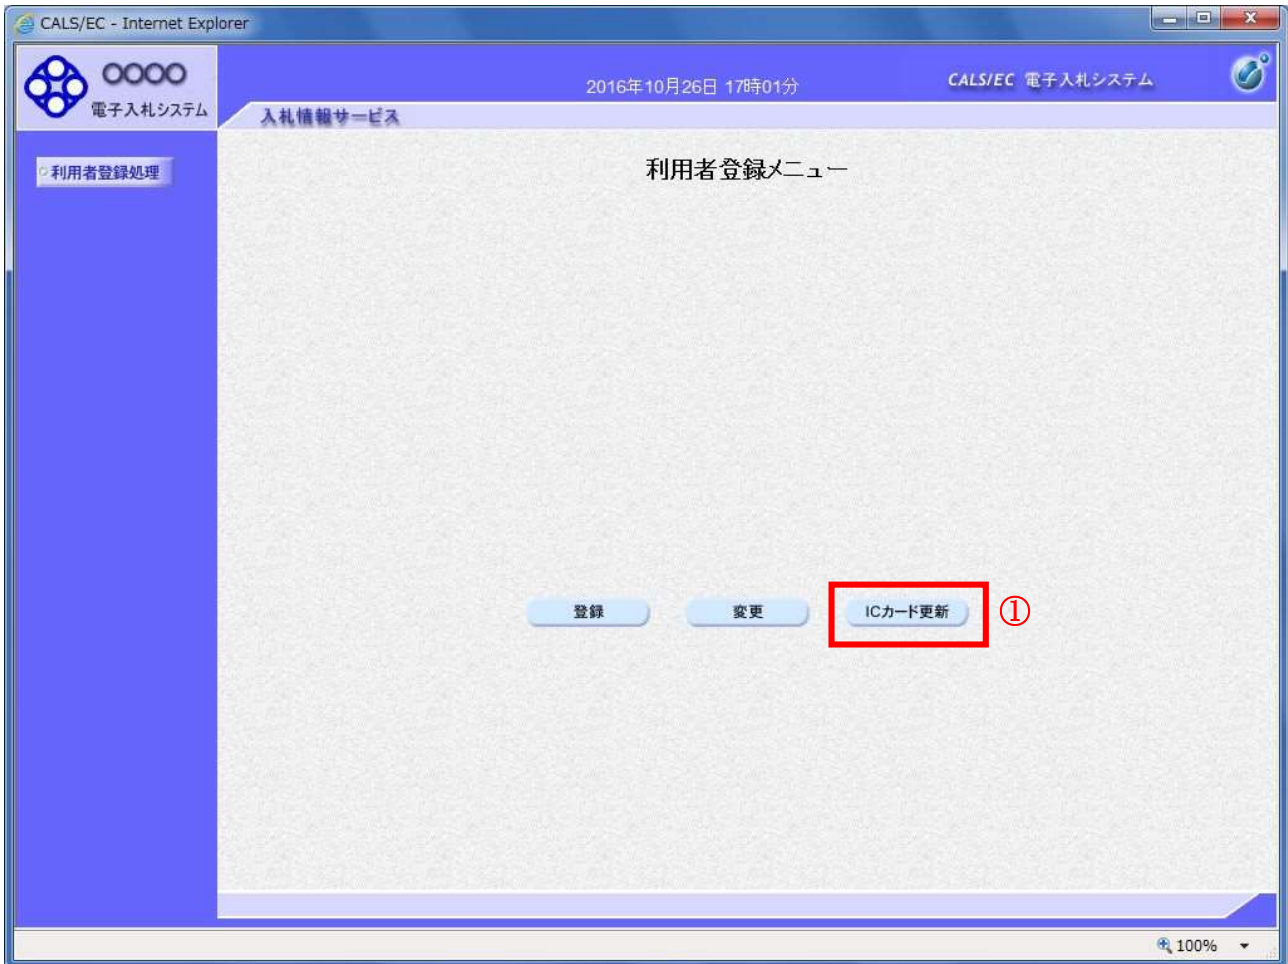 CALS/EC - Internet Explorer
○○○○
電子入札システム
2016年10月26日 17時01分
CALS/EC 電子入札システム
入札情報サービス
利用者登録処理
利用者登録メニュー
登録
変更
ICカード更新
①
100%